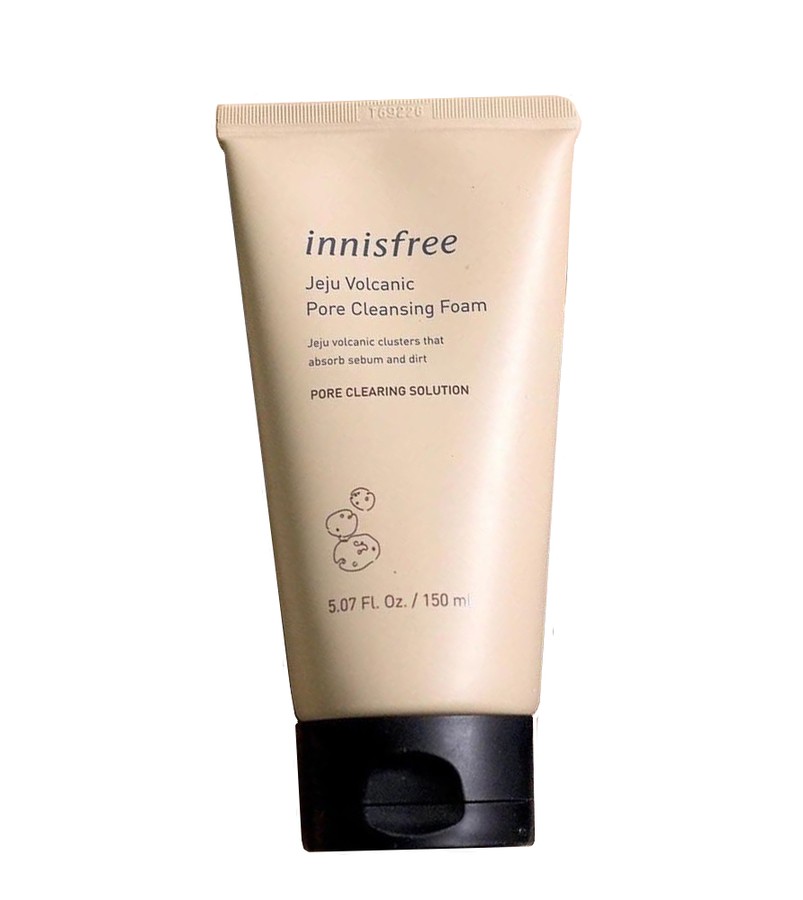 T69226
innisfree
Jeju Volcanic
Pore Cleansing Foam
Jeju volcanic clusters that
absorb sebum and dirt
PORE CLEARING SOLUTION
5.07 Fl. Oz. / 150 ml